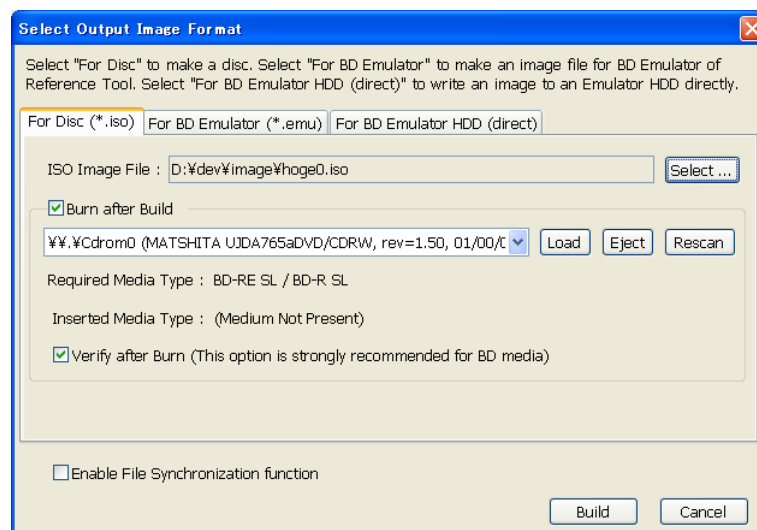 Select Output Image Format
Select "For Disc" to make a disc. Select "For BD Emulator" to make an image file for BD Emulator of
Reference Tool. Select "For BD Emulator HDD (direct)" to write an image to an Emulator HDD directly.
For Disc (*.iso) For BD Emulator (*.emu) For BD Emulator HDD (direct)
ISO Image File : D:¥dev¥image¥hoge0.iso Select ...
Burn after Build
¥¥.¥Cdrom0 (MATSHITA UJDA765aDVD/CDRW, rev=1.50, 01/00/ Load Eject Rescan
Required Media Type : BD-RE SL / BD-R SL
Inserted Media Type : (Medium Not Present)
Verify after Burn (This option is strongly recommended for BD media)
Enable File Synchronization function
Build Cancel